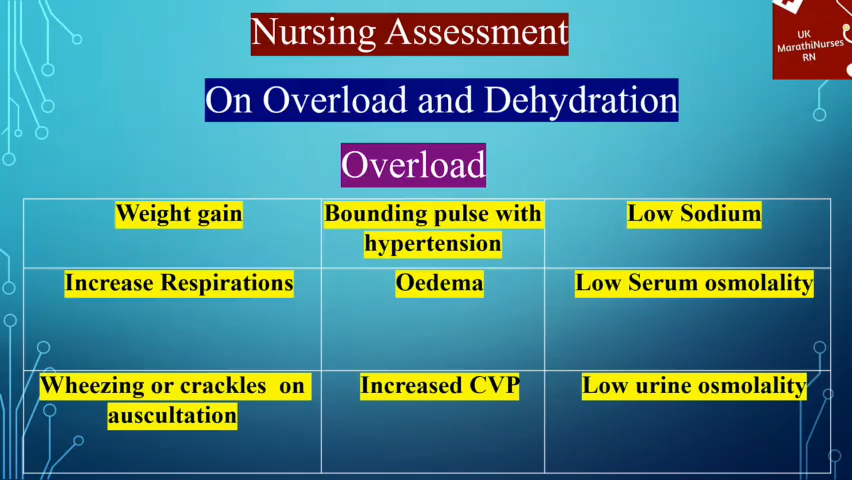 Nursing Assessment
UK
MarathiNurses
RN
On Overload and Dehydration
Overload
Weight gain
Bounding pulse with
hypertension
Low Sodium
Increase Respirations
Oedema
Low Serum osmolality
Wheezing or crackles on
auscultation
Increased CVP
Low urine osmolality